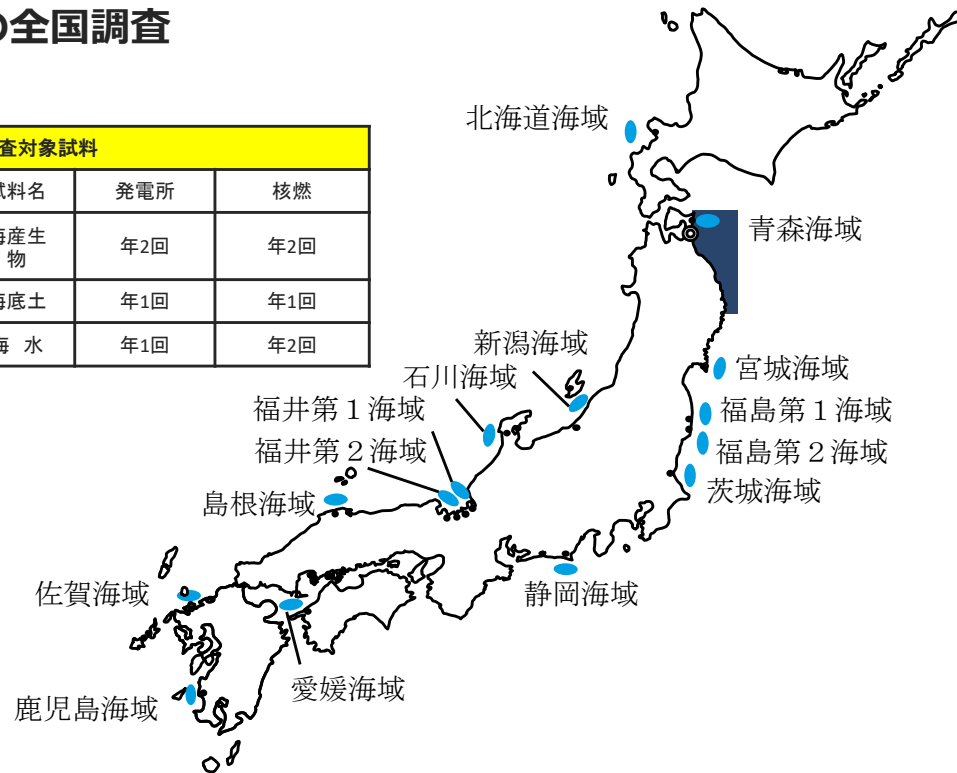 の全国調査
査対象試料
試料名 発電所 核燃
海産生物 年2回 年2回
海底土 年1回 年1回
海 水 年1回 年2回
北海道海域
青森海域
新潟海域
石川海域
宮城海域
福井第１海域
福島第１海域
福井第２海域
福島第２海域
島根海域
茨城海域
佐賀海域
静岡海域
愛媛海域
鹿児島海域